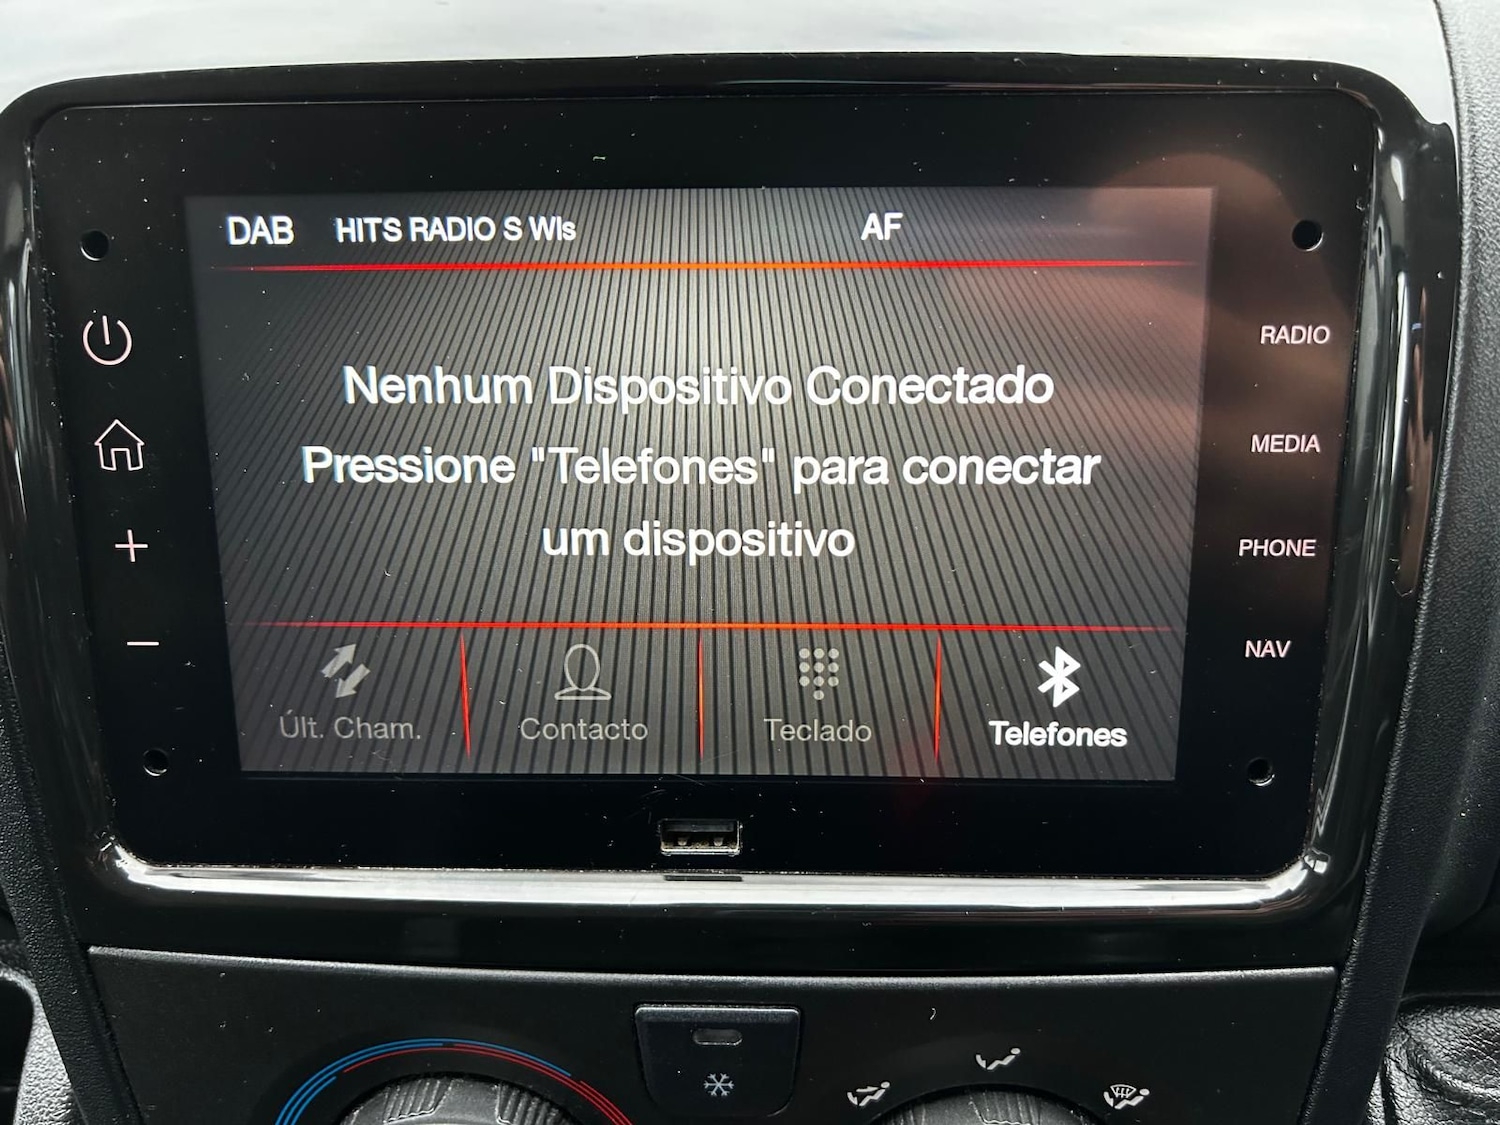 DAB HITS RADIO S Wls AF
RADIO
Nenhum Dispositivo Conectado
MEDIA
Pressione "Telefones" para conectar
um dispositivo
PHONE
NAV
Últ. Cham. Contacto Teclado Telefones